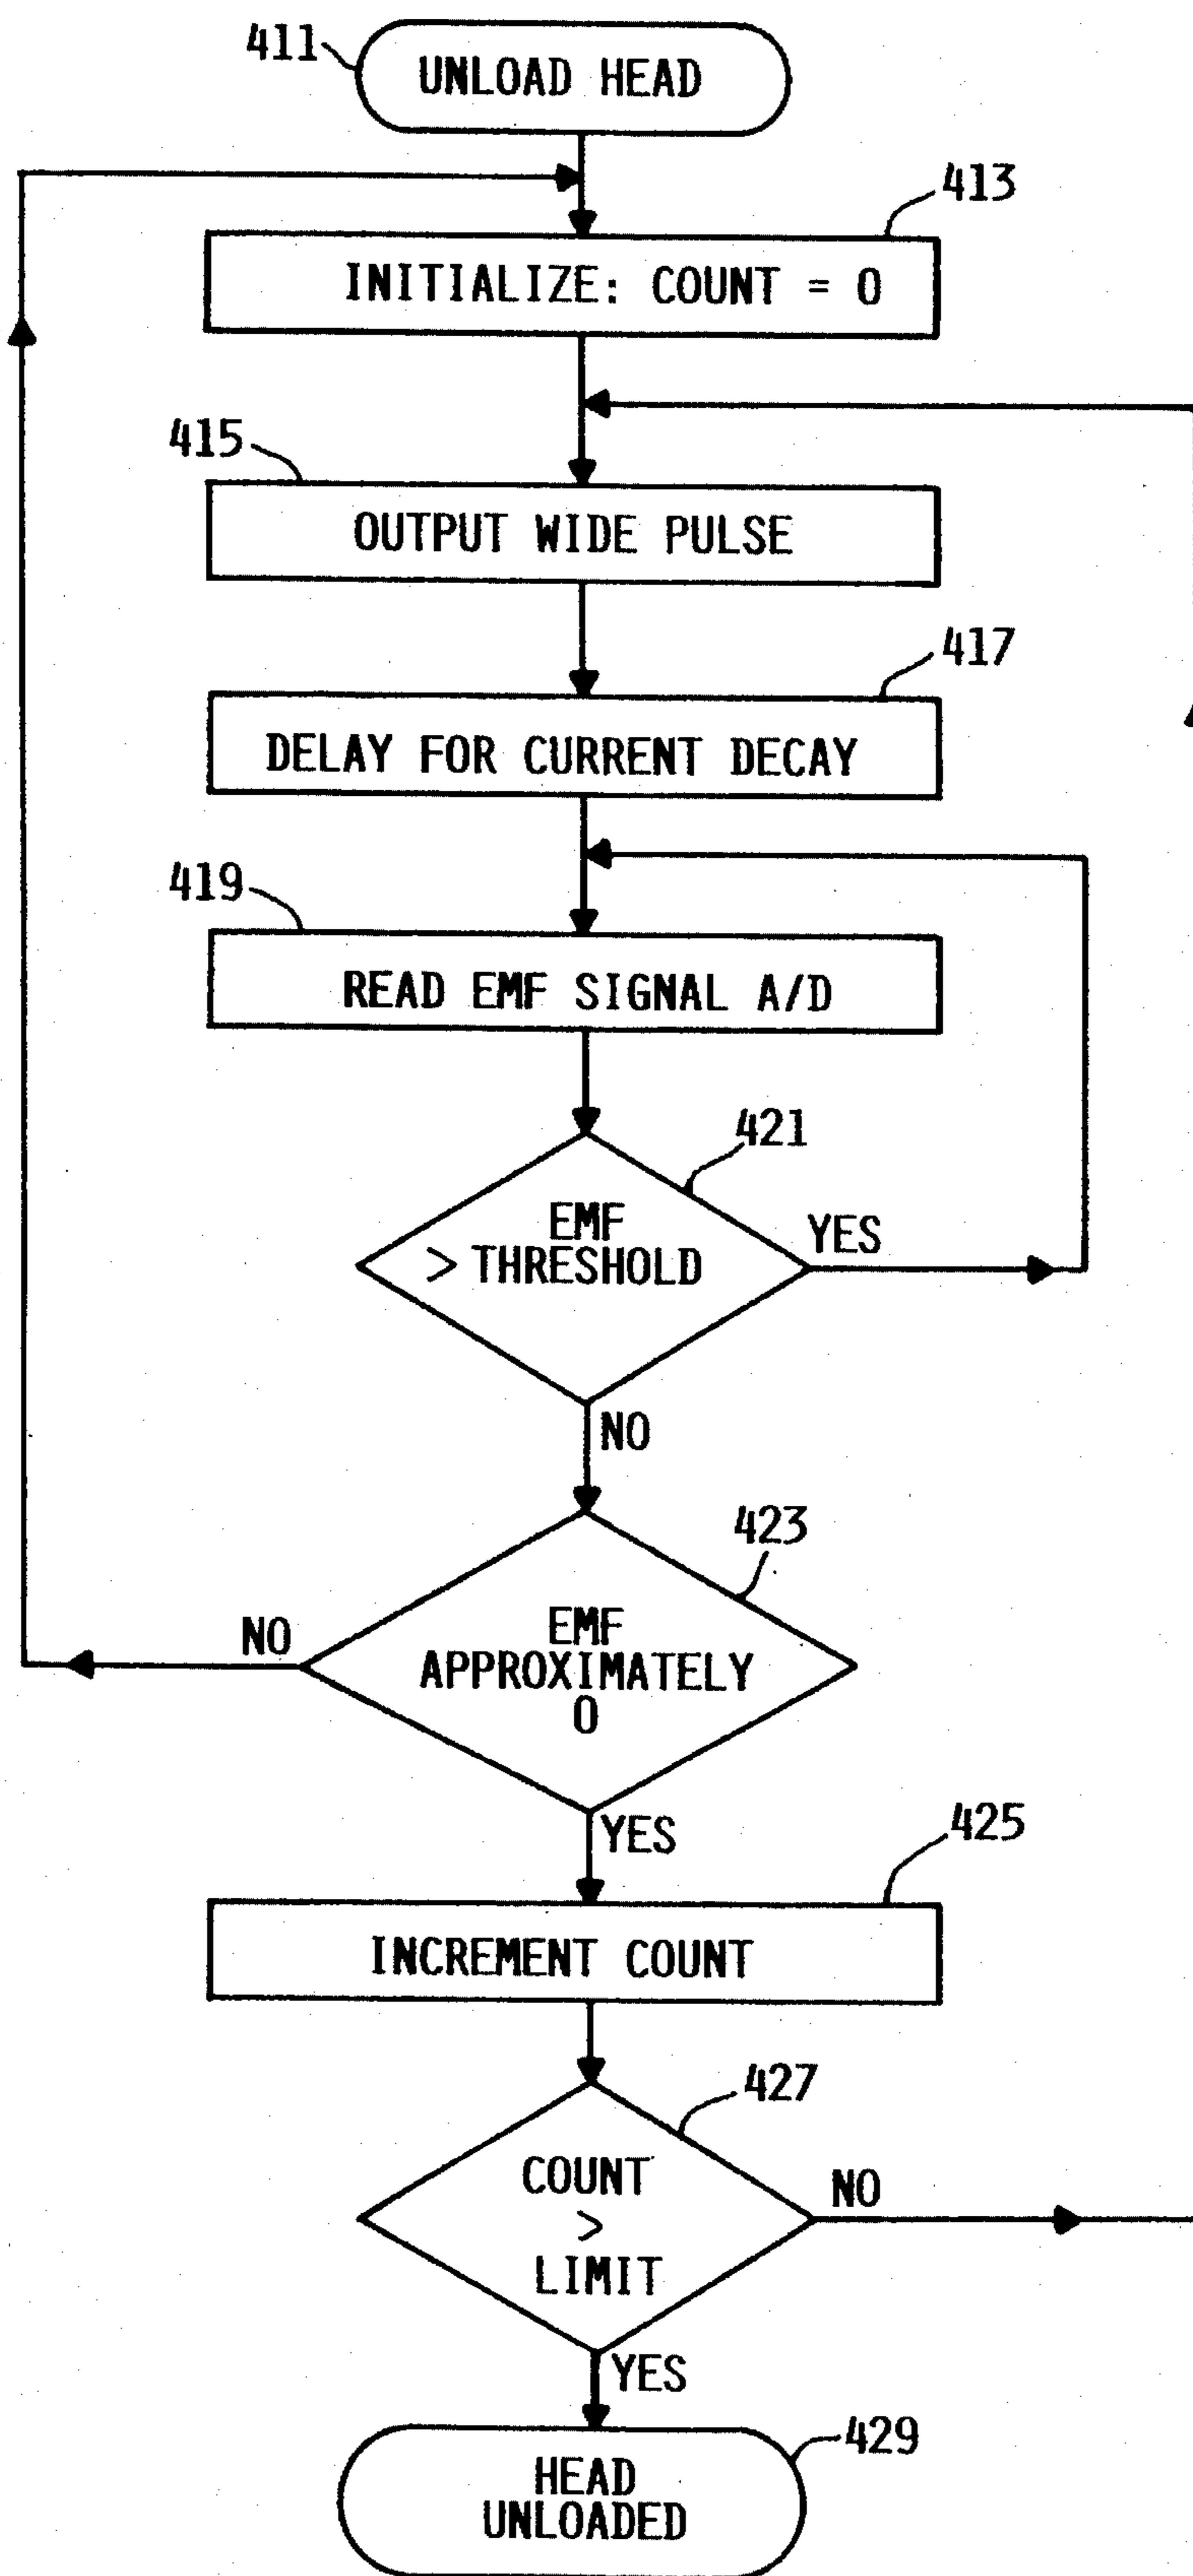 411
UNLOAD HEAD
413
INITIALIZE: COUNT = 0
415
OUTPUT WIDE PULSE
417
DELAY FOR CURRENT DECAY
419
READ EMF SIGNAL A/D
421
EMF
> THRESHOLD
YES
NO
423
EMF
APPROXIMATELY
0
NO
YES
425
INCREMENT COUNT
427
COUNT
>
LIMIT
NO
YES
429
HEAD
UNLOADED